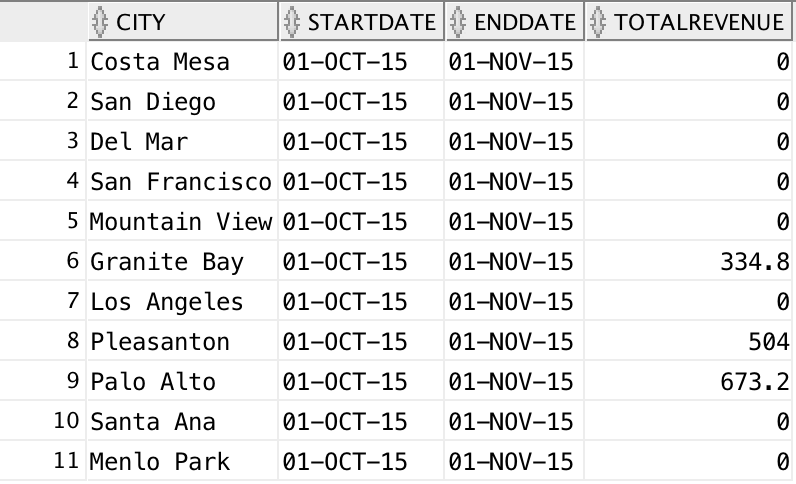 CITY STARTDATE ENDDATE TOTALREVENUE
1 Costa Mesa 01-OCT-15 01-NOV-15 0
2 San Diego 01-OCT-15 01-NOV-15 0
3 Del Mar 01-OCT-15 01-NOV-15 0
4 San Francisco 01-OCT-15 01-NOV-15 0
5 Mountain View 01-OCT-15 01-NOV-15 0
6 Granite Bay 01-OCT-15 01-NOV-15 334.8
7 Los Angeles 01-OCT-15 01-NOV-15 0
8 Pleasanton 01-OCT-15 01-NOV-15 504
9 Palo Alto 01-OCT-15 01-NOV-15 673.2
10 Santa Ana 01-OCT-15 01-NOV-15 0
11 Menlo Park 01-OCT-15 01-NOV-15 0